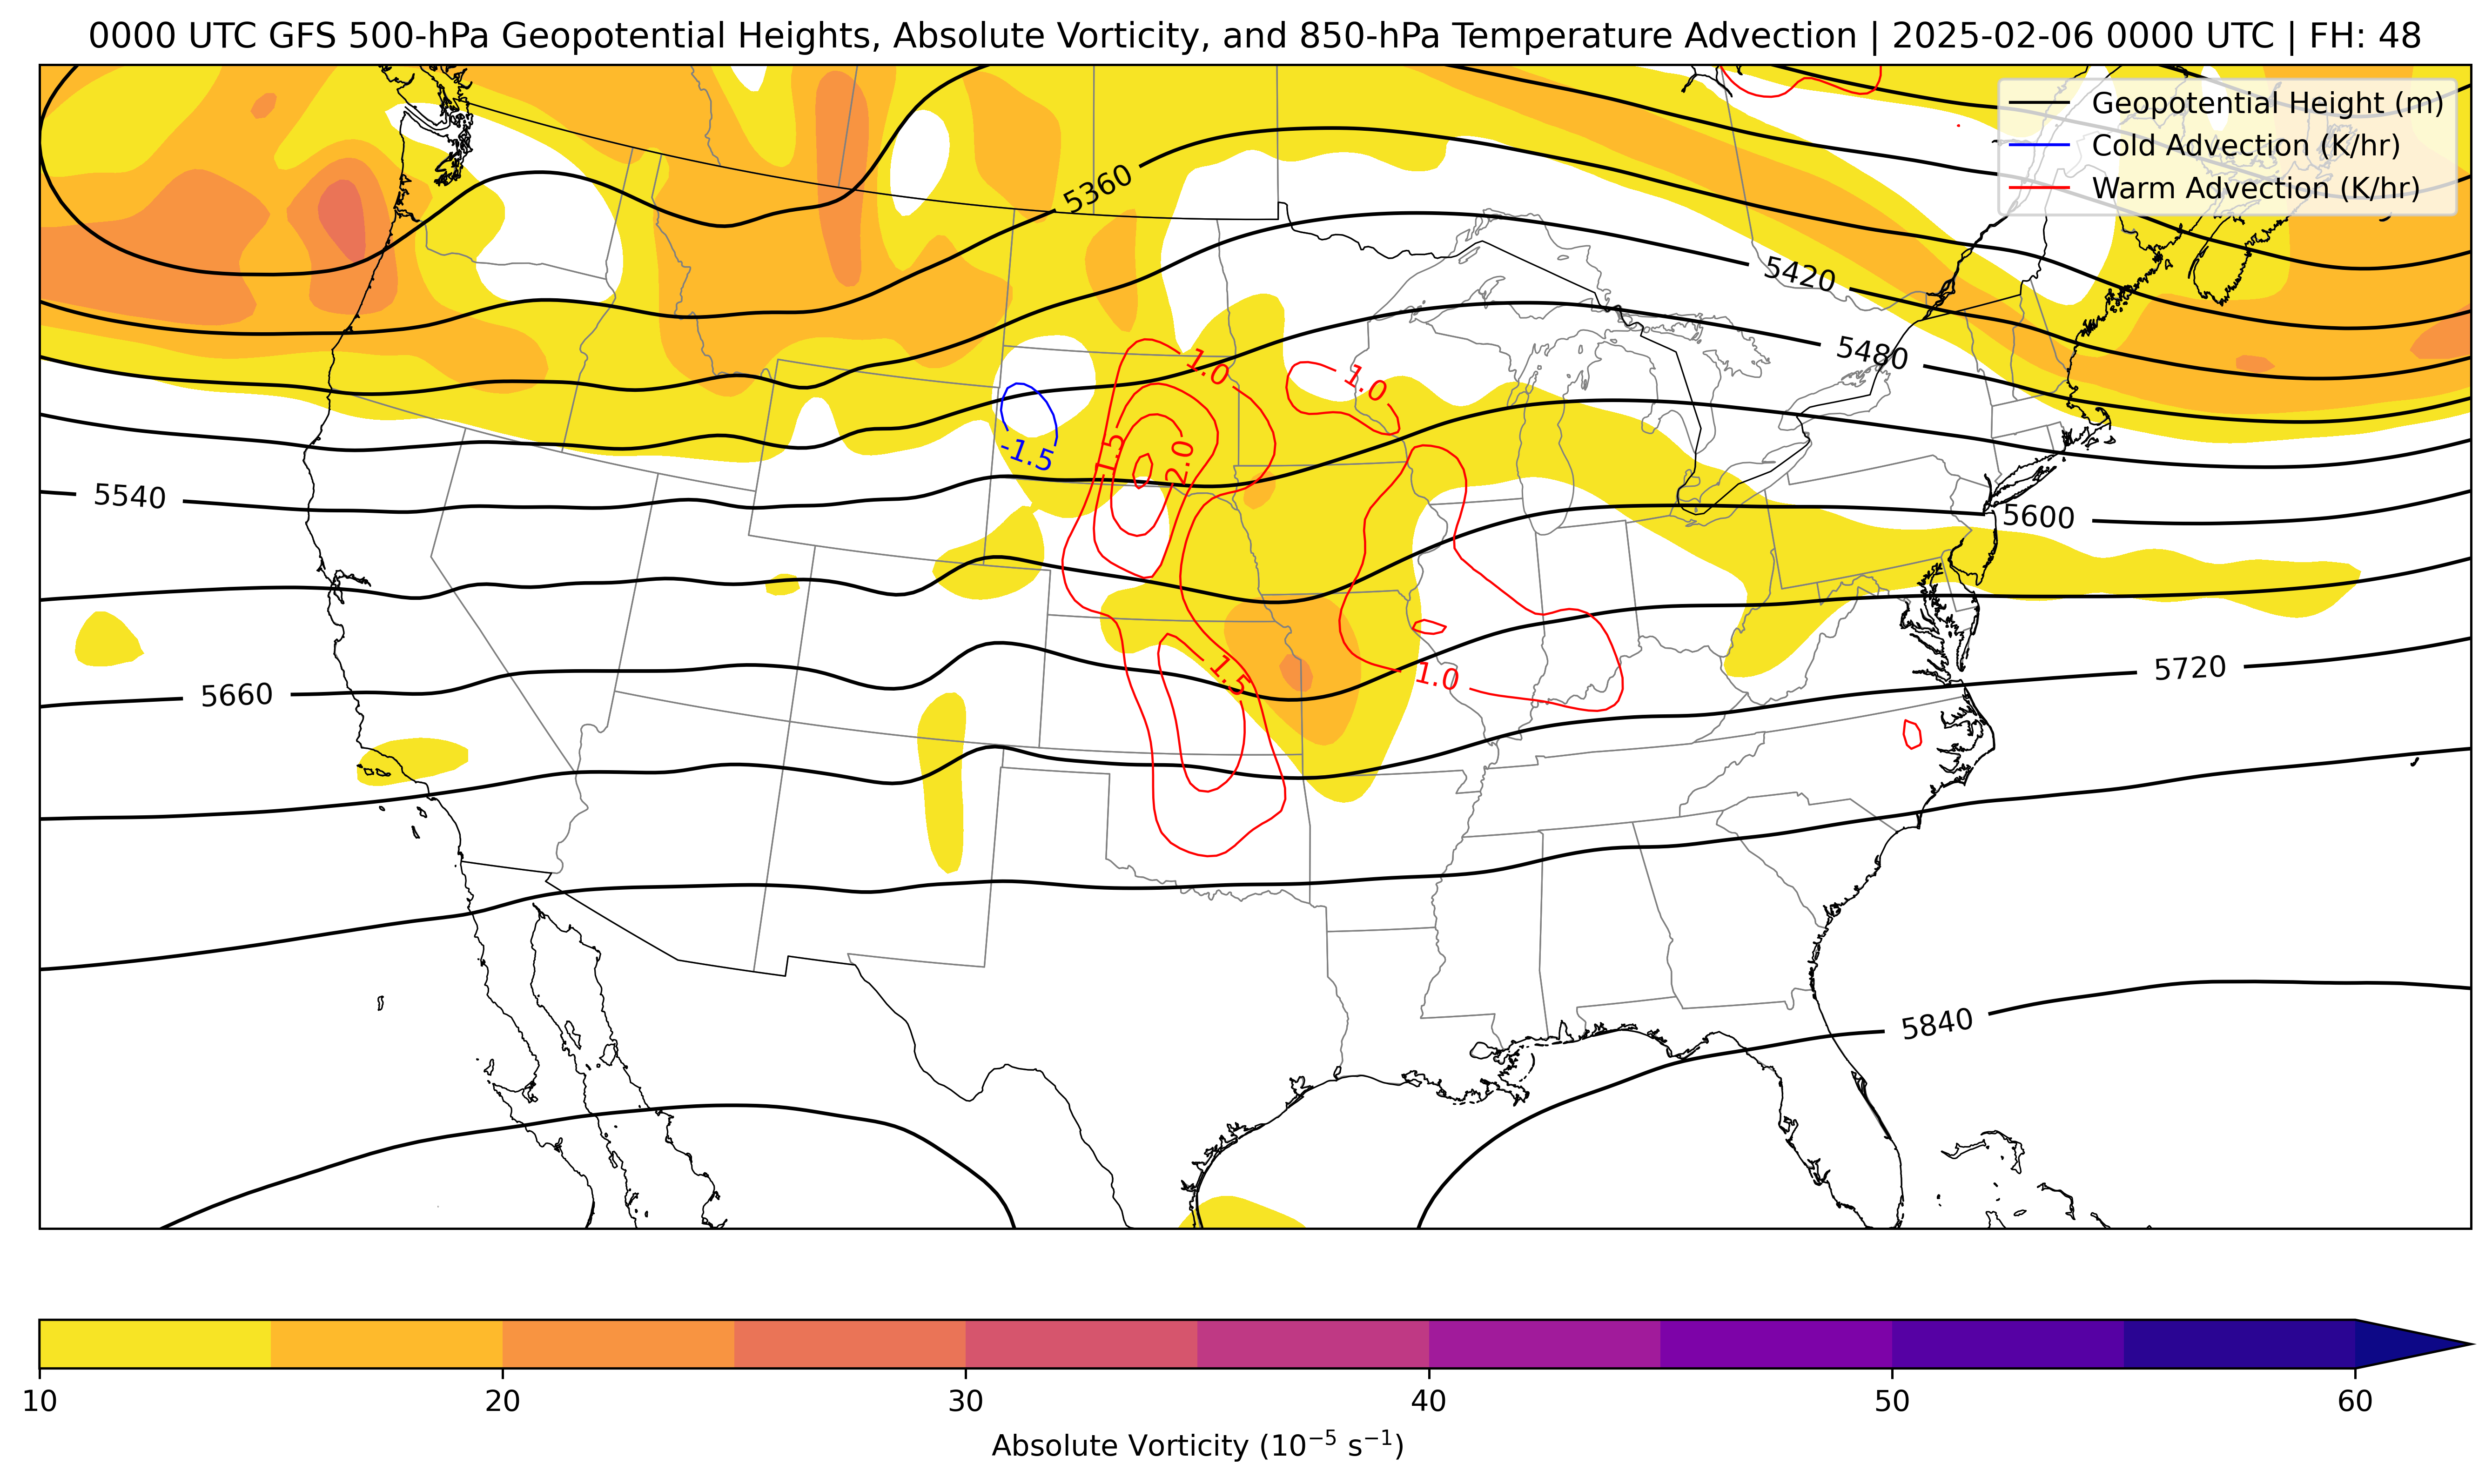 0000 UTC GFS 500-hPa Geopotential Heights, Absolute Vorticity, and 850-hPa Temperature Advection | 2025-02-06 0000 UTC | FH: 48
Geopotential Height (m)
Cold Advection (K/hr)
Warm Advection (K/hr)
5360
5420
5480
1.0
1.0
-1.5
1.5
2.0
5540
5600
5660
1.5
1.0
5720
5840
10 20 30 40 50 60
Absolute Vorticity (10⁻⁵ s⁻¹)